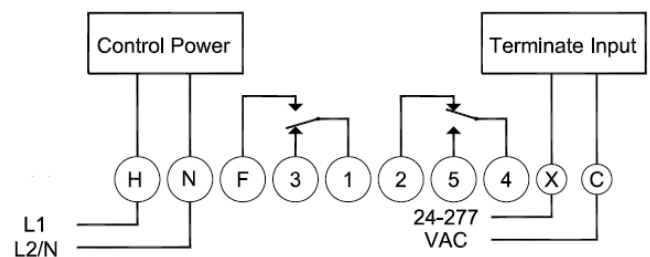 Control Power
Terminate Input
H N F 3 1 2 5 4 X C
L1
L2/N
24-277
VAC